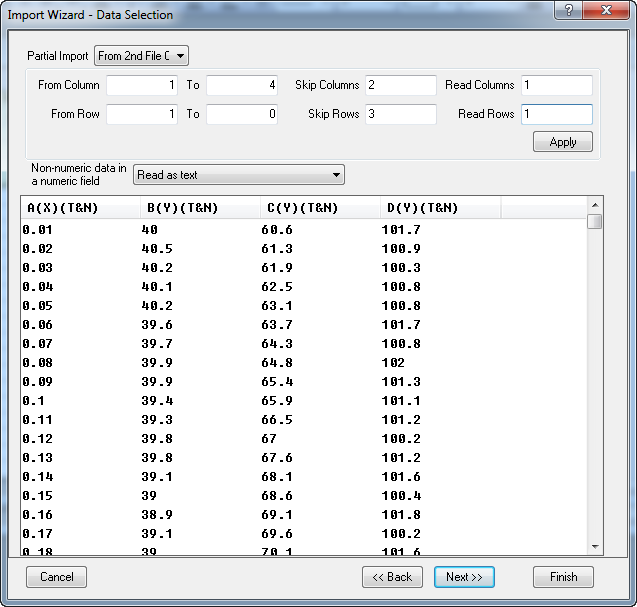 Import Wizard - Data Selection
Partial Import From 2nd File C
From Column 1 To 4 Skip Columns 2 Read Columns 1
From Row 1 To 0 Skip Rows 3 Read Rows 1
Apply
Non-numeric data in
a numeric field
Read as text
A(X)(T&N) B(Y)(T&N) C(Y)(T&N) D(Y)(T&N)
0.01 40 60.6 101.7
0.02 40.5 61.3 100.9
0.03 40.2 61.9 100.3
0.04 40.1 62.5 100.8
0.05 40.2 63.1 100.8
0.06 39.6 63.7 101.7
0.07 39.7 64.3 100.8
0.08 39.9 64.8 102
0.09 39.9 65.4 101.3
0.1 39.4 65.9 101.1
0.11 39.3 66.5 101.2
0.12 39.8 67 100.2
0.13 39.8 67.6 101.2
0.14 39.1 68.1 101.6
0.15 39 68.6 100.4
0.16 38.9 69.1 101.8
0.17 39.1 69.6 100.2
0.18 39 70.1 101.6
Cancel << Back Next >> Finish